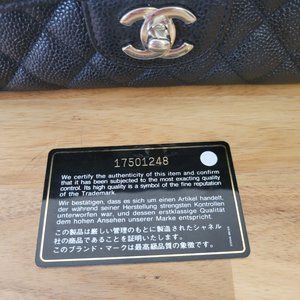 17501248
We certify the authenticity of this item and confirm
that it has been subjected to the most exacting quality
control. Its high quality is a symbol of the fine reputation
of the Trademark.
Wir bestätigen, dass es sich um einen Artikel handelt,
der während seiner Herstellung strengsten Kontrollen
unterworfen war, und dessen erstklassige Qualität
dem hohen Ansehen unserer Marke entspricht.
この製品は厳しい管理のもとに製造されたシャネル
社の商品であることを証明いたします。
このブランド・マークは最高級品質の象徴です。